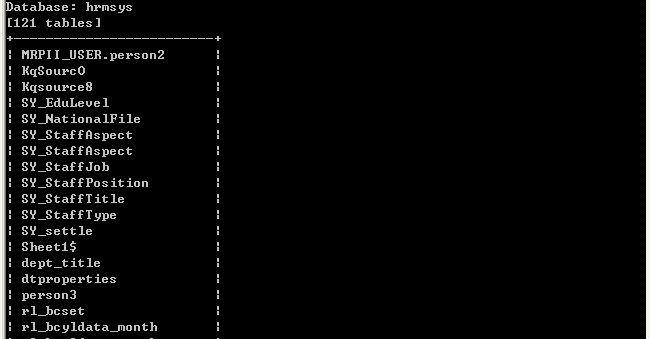 Database: hrmsys
[121 tables]
+-------------------------+
| MRPII_USER.person2      |
| KqSourc0                |
| Kqsource8               |
| SY_EduLevel             |
| SY_NationalFile         |
| SY_StaffAspect          |
| SY_StaffAspect          |
| SY_StaffJob             |
| SY_StaffPosition        |
| SY_StaffTitle           |
| SY_StaffType            |
| SY_settle               |
| Sheet1$                 |
| dept_title              |
| dtproperties            |
| person3                 |
| rl_bcset                |
| rl_bcyldata_month       |